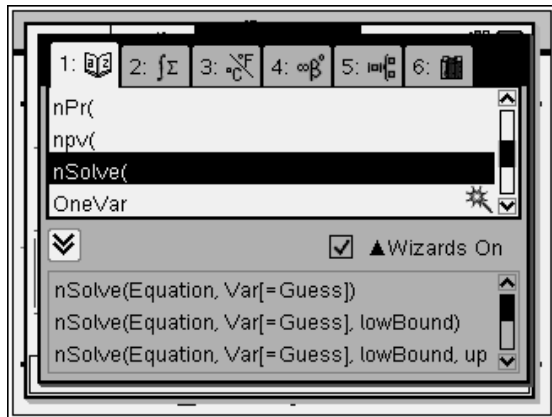 1: 2: ∫Σ 3: °C°F 4: ∞β° 5: 6:
nPr(
npv(
nSolve(
OneVar
▲Wizards On
nSolve(Equation, Var[=Guess])
nSolve(Equation, Var[=Guess], lowBound)
nSolve(Equation, Var[=Guess], lowBound, up